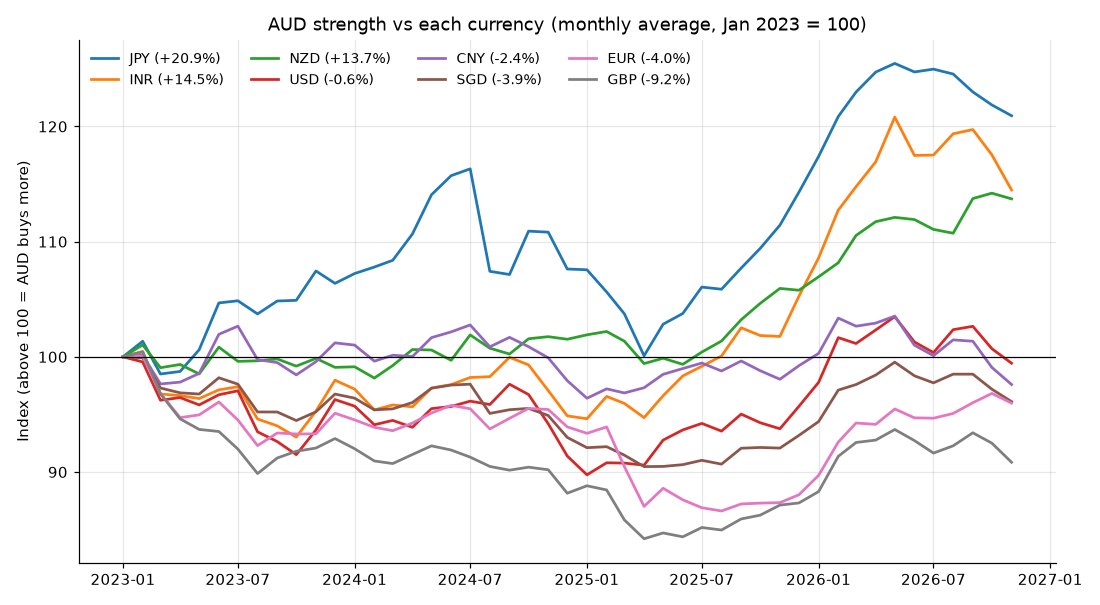 AUD strength vs each currency (monthly average, Jan 2023 = 100)
JPY (+20.9%) NZD (+13.7%) CNY (-2.4%) EUR (-4.0%)
INR (+14.5%) USD (-0.6%) SGD (-3.9%) GBP (-9.2%)
Index (above 100 = AUD buys more)
120
110
100
90
2023-01 2023-07 2024-01 2024-07 2025-01 2025-07 2026-01 2026-07 2027-01